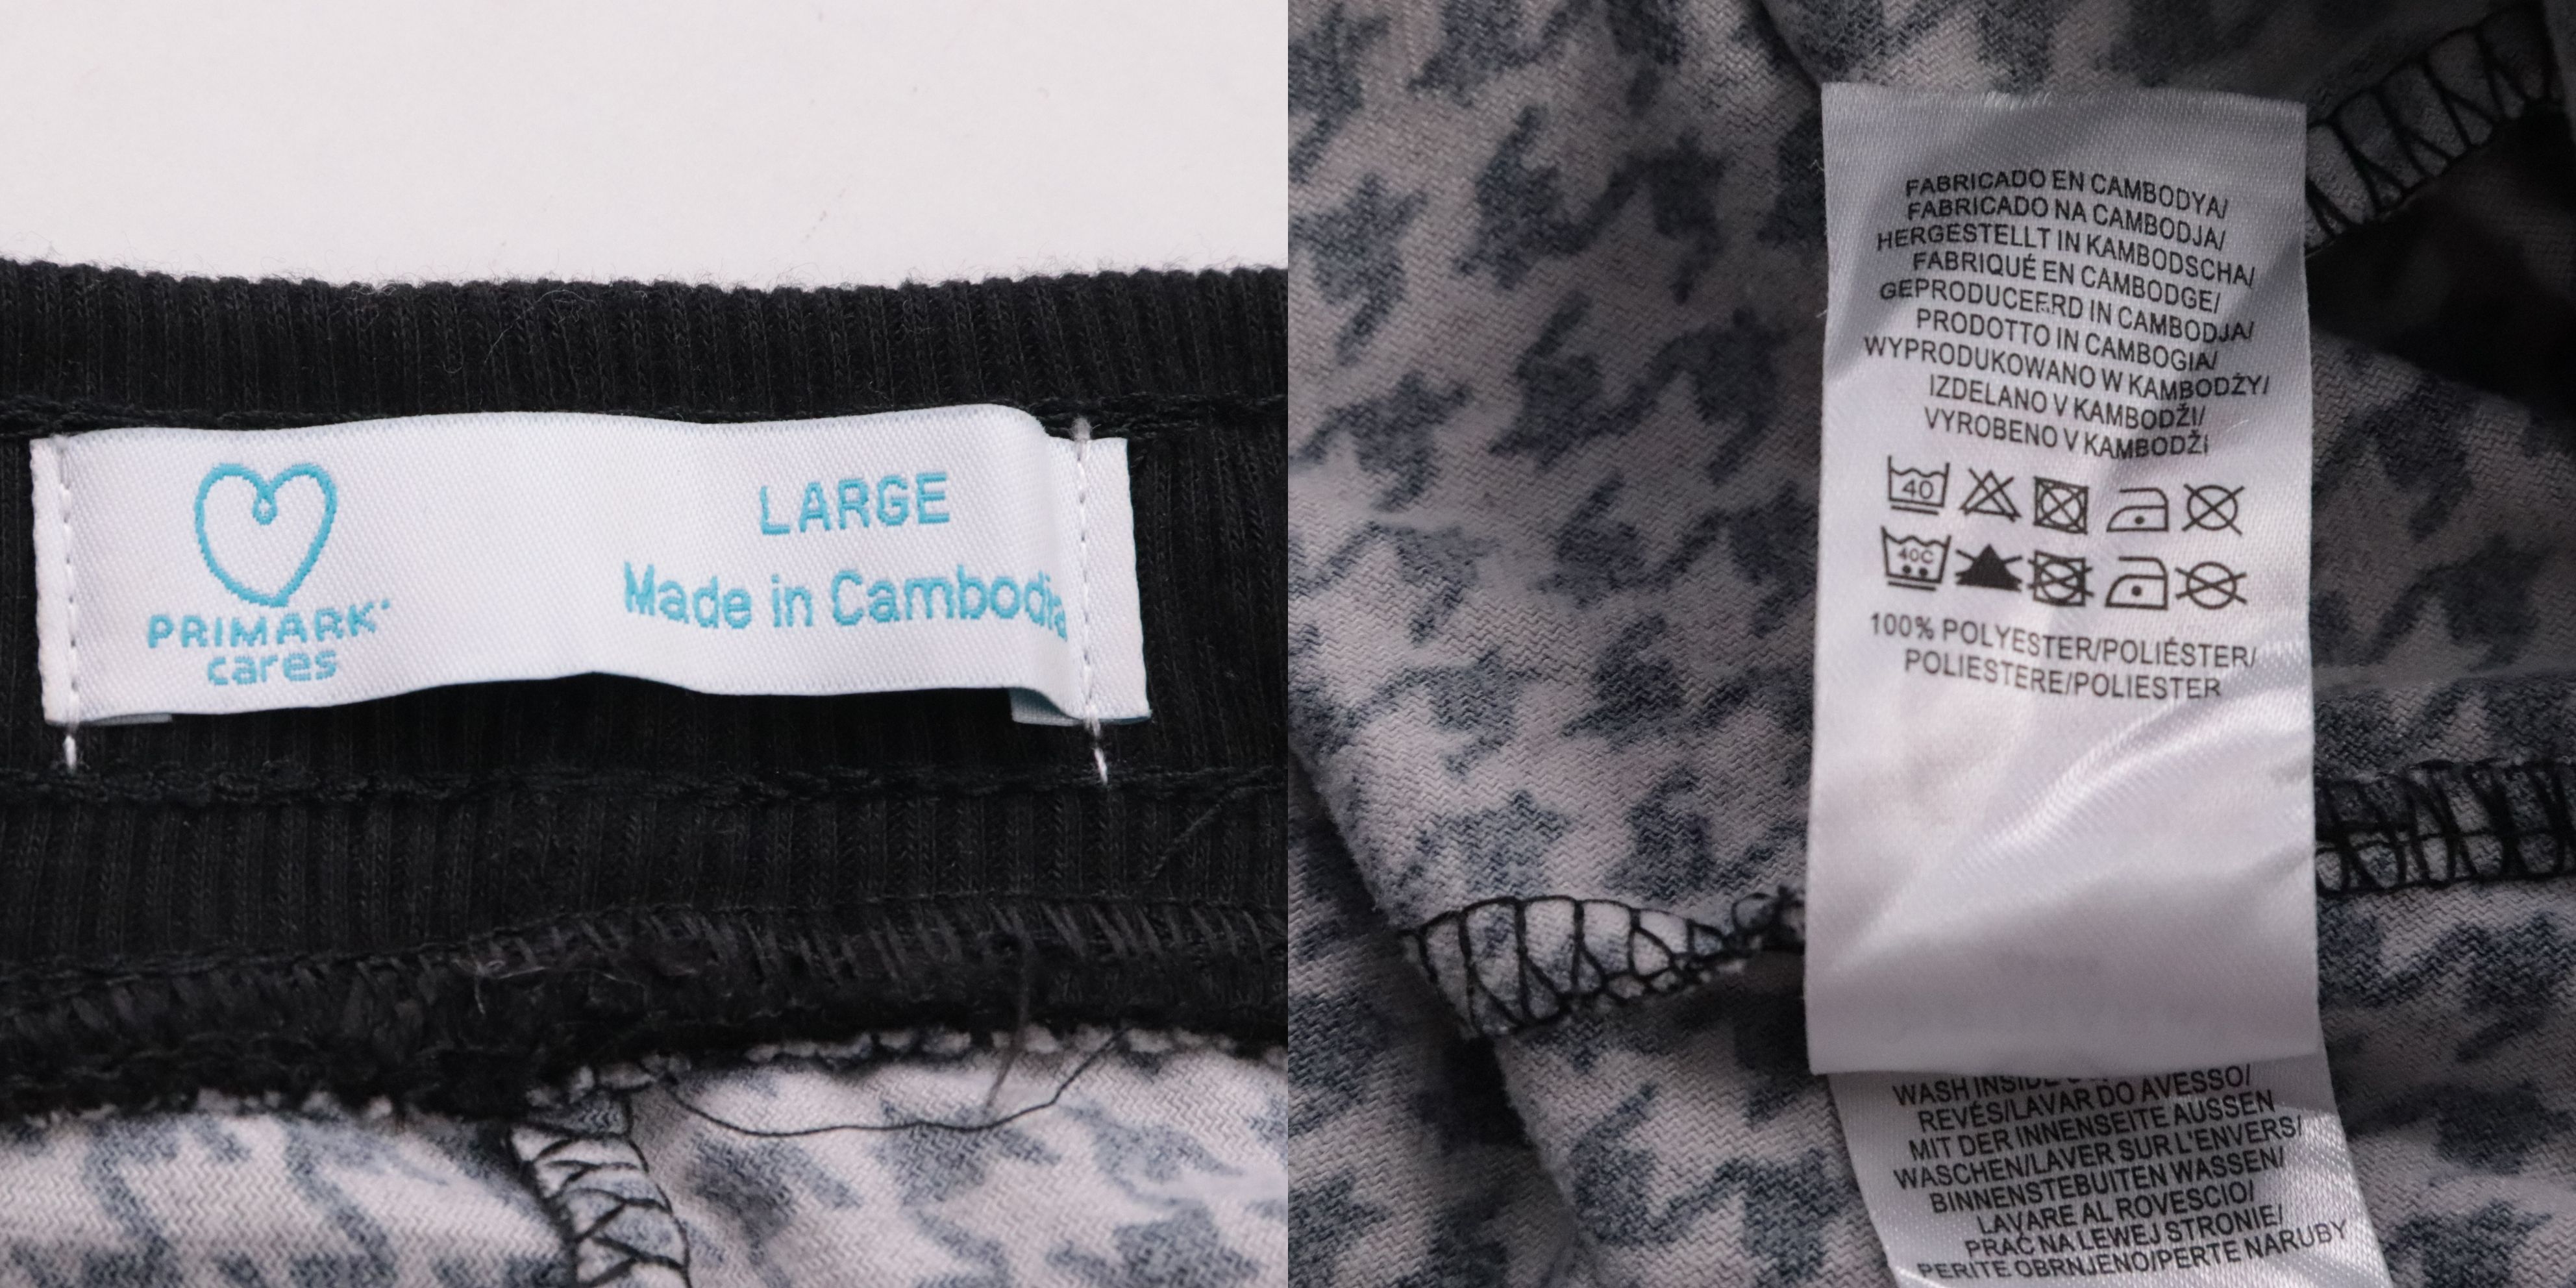 PRIMARK
cares
LARGE
Made in Cambodia
FABRICADO EN CAMBODYA/
FABRICADO NA CAMBODJA/
HERGESTELLT IN KAMBODSCHA/
FABRIQUÉ EN CAMBODGE/
GEPRODUCEERD IN CAMBODJA/
PRODOTTO IN CAMBOGIA/
WYPRODUKOWANO W KAMBODŻY/
IZDELANO V KAMBODŽI/
VYROBENO V KAMBODŽI
40
40C
100% POLYESTER/POLIÉSTER/
POLIESTERE/POLIESTER
WASH INSIDE
REVÉS/LAVAR DO AVESSO/
MIT DER INNENSEITE AUSSEN
WASCHEN/LAVER SUR L'ENVERS/
BINNENSTEBUITEN WASSEN/
LAVARE AL ROVESCIO/
PRAĆ NA LEWEJ STRONIE/
PERITE OBRNJENO/PERTE NARUBY